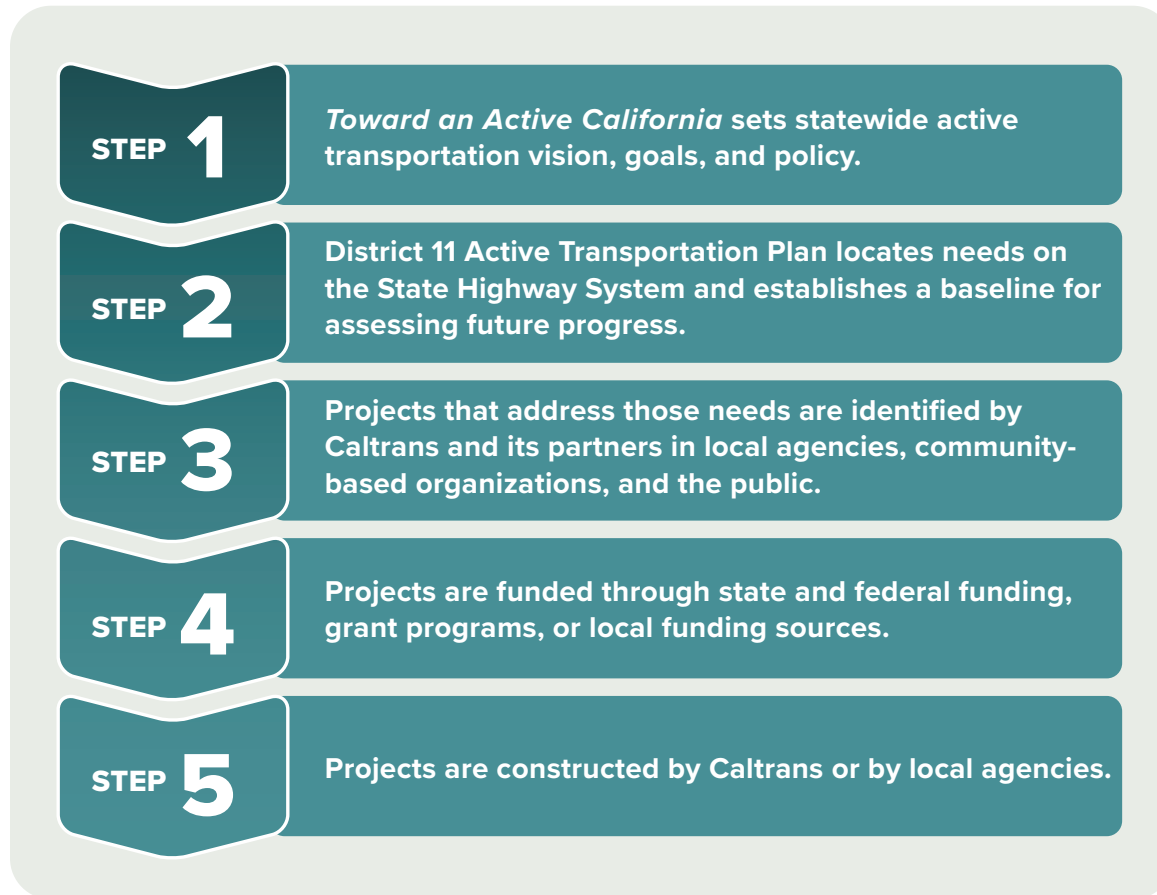 STEP 1
Toward an Active California sets statewide active
transportation vision, goals, and policy.
STEP 2
District 11 Active Transportation Plan locates needs on
the State Highway System and establishes a baseline for
assessing future progress.
STEP 3
Projects that address those needs are identified by
Caltrans and its partners in local agencies, community-
based organizations, and the public.
STEP 4
Projects are funded through state and federal funding,
grant programs, or local funding sources.
STEP 5
Projects are constructed by Caltrans or by local agencies.